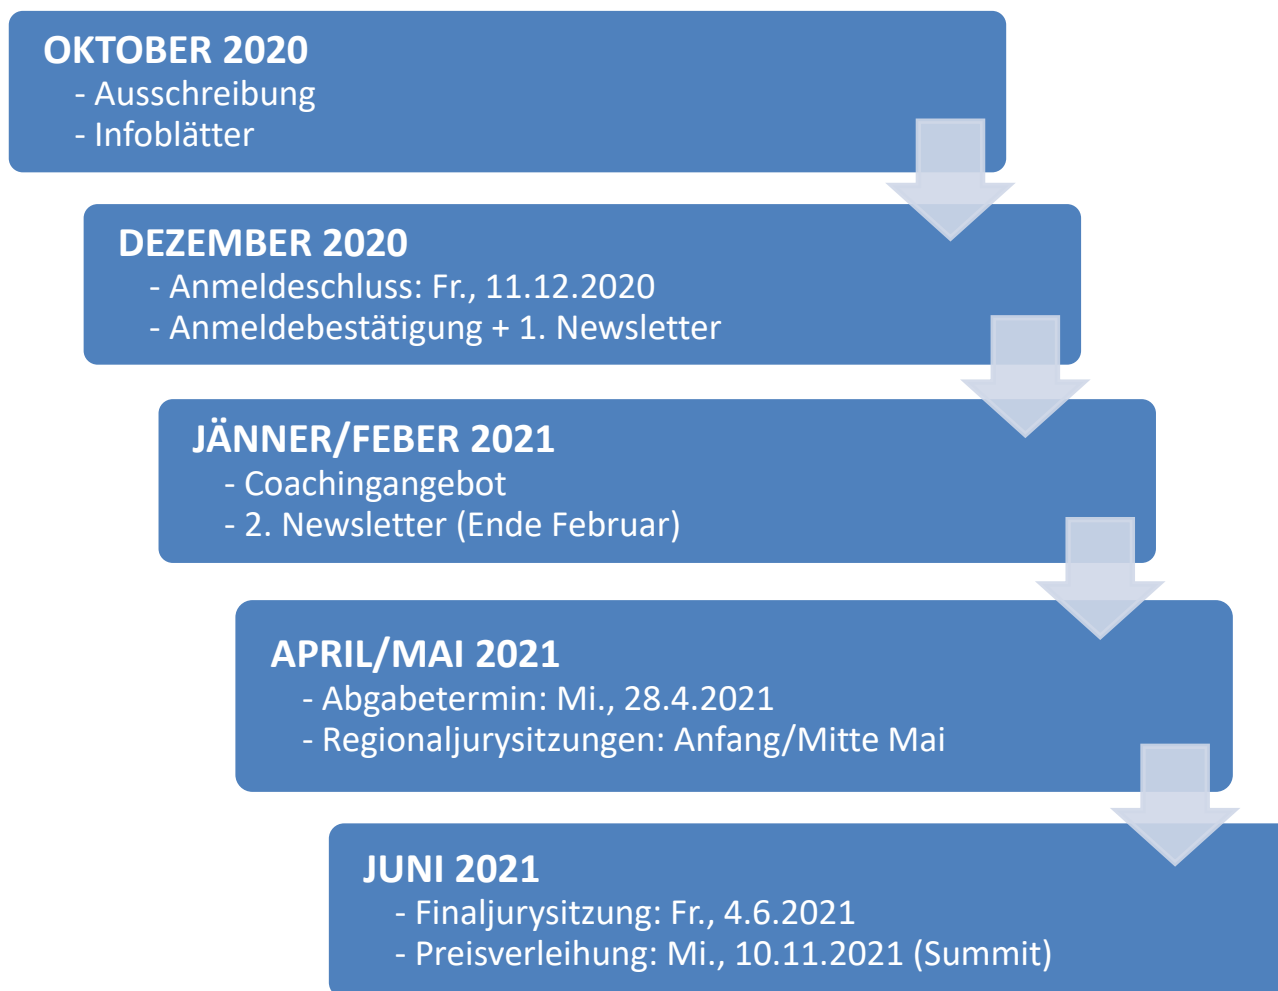 OKTOBER 2020
- Ausschreibung
- Infoblätter
DEZEMBER 2020
- Anmeldeschluss: Fr., 11.12.2020
- Anmeldebestätigung + 1. Newsletter
JÄNNER/FEBER 2021
- Coachingangebot
- 2. Newsletter (Ende Februar)
APRIL/MAI 2021
- Abgabetermin: Mi., 28.4.2021
- Regionaljurysitzungen: Anfang/Mitte Mai
JUNI 2021
- Finaljurysitzung: Fr., 4.6.2021
- Preisverleihung: Mi., 10.11.2021 (Summit)